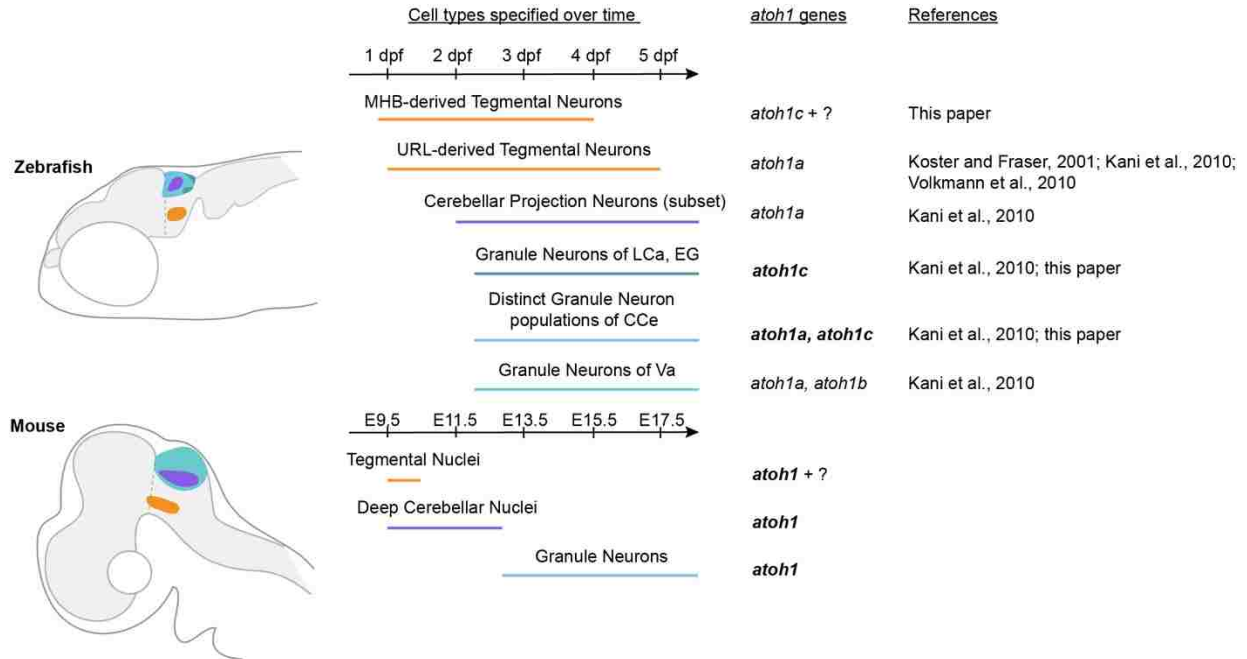 Cell types specified over time atoh1 genes References
1 dpf 2 dpf 3 dpf 4 dpf 5 dpf
MHB-derived Tegmental Neurons atoh1c + ? This paper
Zebrafish
URL-derived Tegmental Neurons atoh1a Koster and Fraser, 2001; Kani et al., 2010;
Volkmann et al., 2010
Cerebellar Projection Neurons (subset) atoh1a Kani et al., 2010
Granule Neurons of LCa, EG atoh1c Kani et al., 2010; this paper
Distinct Granule Neuron
populations of CCe atoh1a, atoh1c Kani et al., 2010; this paper
Granule Neurons of Va atoh1a, atoh1b Kani et al., 2010
Mouse
E9.5 E11.5 E13.5 E15.5 E17.5
Tegmental Nuclei atoh1 + ?
Deep Cerebellar Nuclei atoh1
Granule Neurons atoh1